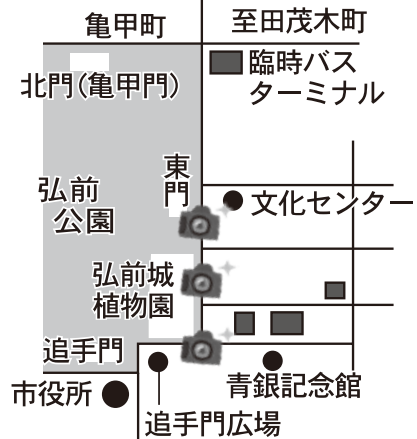 亀甲町
至田茂木町
北門(亀甲門)
臨時バス
ターミナル
東門
弘前
公園
文化センター
弘前城
植物園
追手門
市役所
青銀記念館
追手門広場